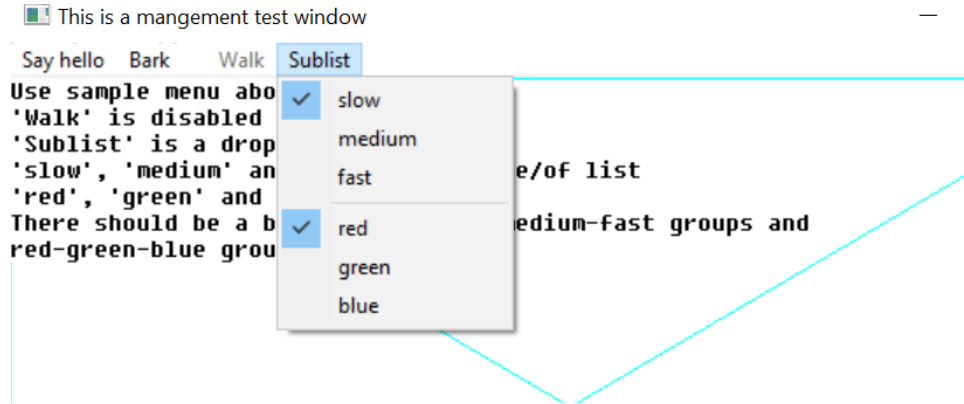 This is a mangement test window
Say hello Bark Walk Sublist
Use sample menu abo
'Walk' is disabled
'Sublist' is a drop
'slow', 'medium' an e/of list
'red', 'green' and
There should be a b edium-fast groups and
red-green-blue grou
slow
medium
fast
red
green
blue